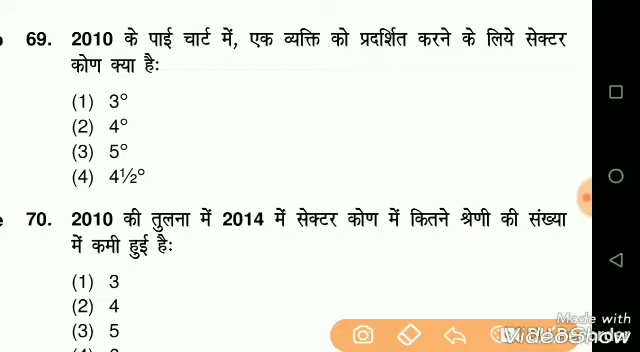 69. 2010 के पाई चार्ट में, एक व्यक्ति को प्रदर्शित करने के लिये सेक्टर
कोण क्या है:
(1) 3°
(2) 4°
(3) 5°
(4) 4½°
70. 2010 की तुलना में 2014 में सेक्टर कोण में कितने श्रेणी की संख्या
में कमी हुई है:
(1) 3
(2) 4
(3) 5
Made with
VideoShow